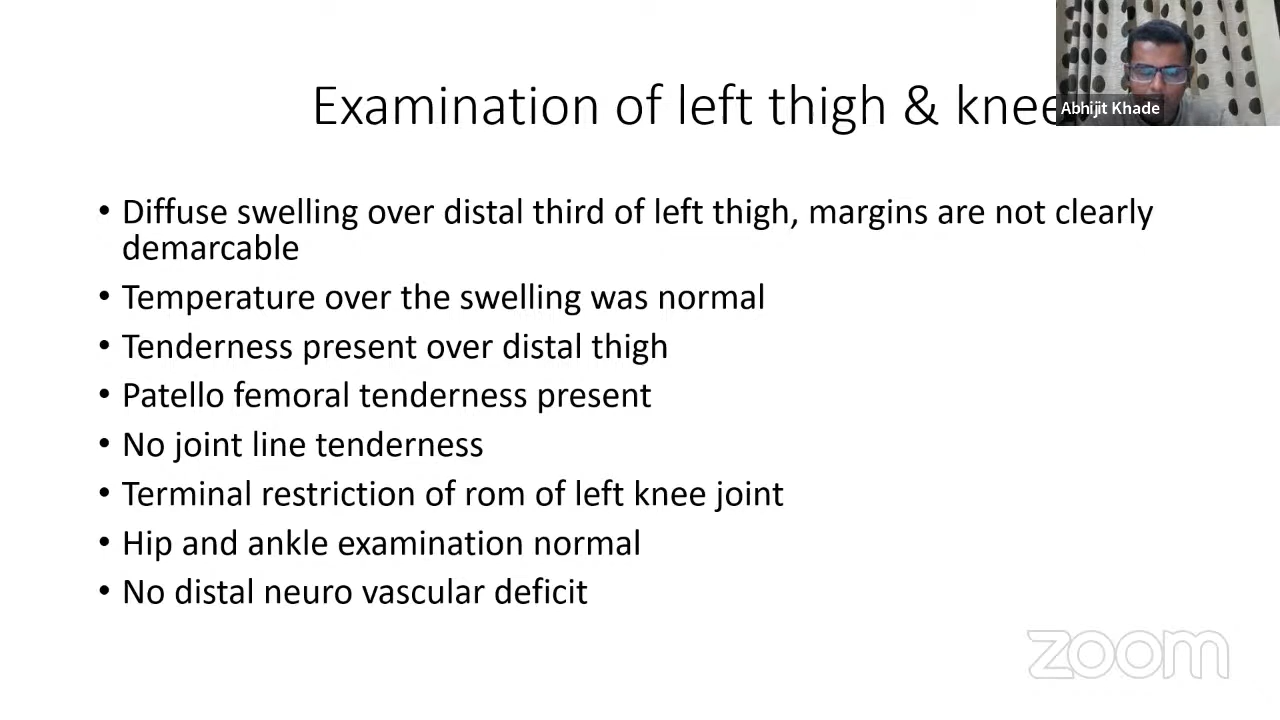 Examination of left thigh & knee
Abhijit Khade
• Diffuse swelling over distal third of left thigh, margins are not clearly
demarcable
• Temperature over the swelling was normal
• Tenderness present over distal thigh
• Patello femoral tenderness present
• No joint line tenderness
• Terminal restriction of rom of left knee joint
• Hip and ankle examination normal
• No distal neuro vascular deficit
zoom